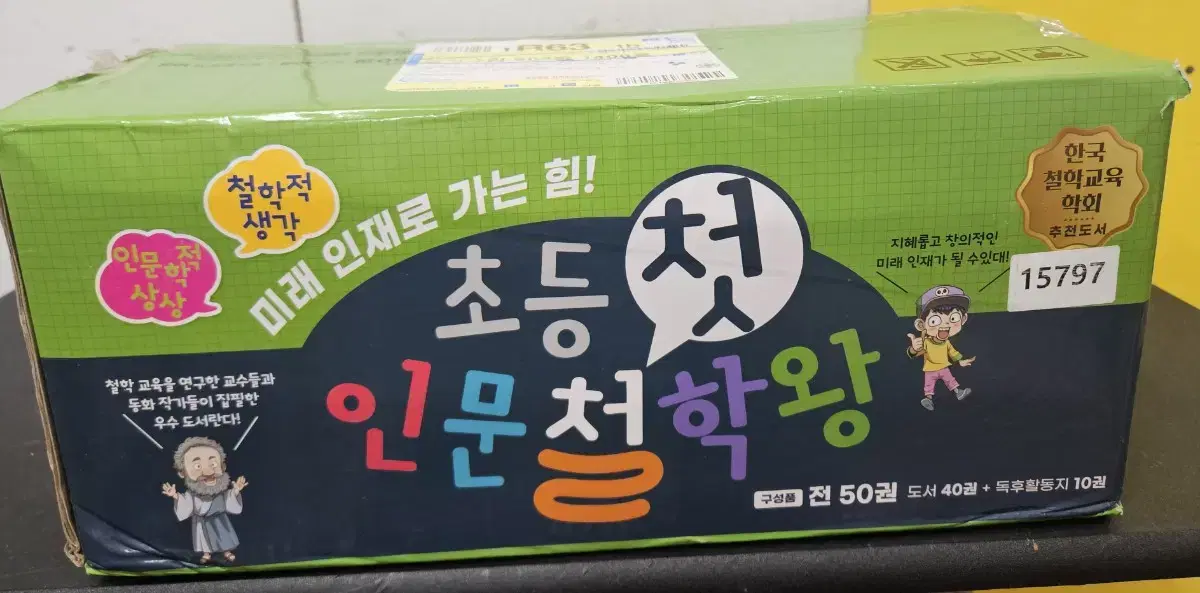 R63
철학적
생각
인문학적
상상
미래 인재로 가는 힘!
초등 첫
인문철학왕
한국
철학교육
학회
추천도서
지혜롭고 창의적인
미래 인재가 될 수있대!
15797
철학 교육을 연구한 교수들과
동화 작가들이 집필한
우수 도서란다!
구성품 전 50권 도서 40권 + 독후활동지 10권